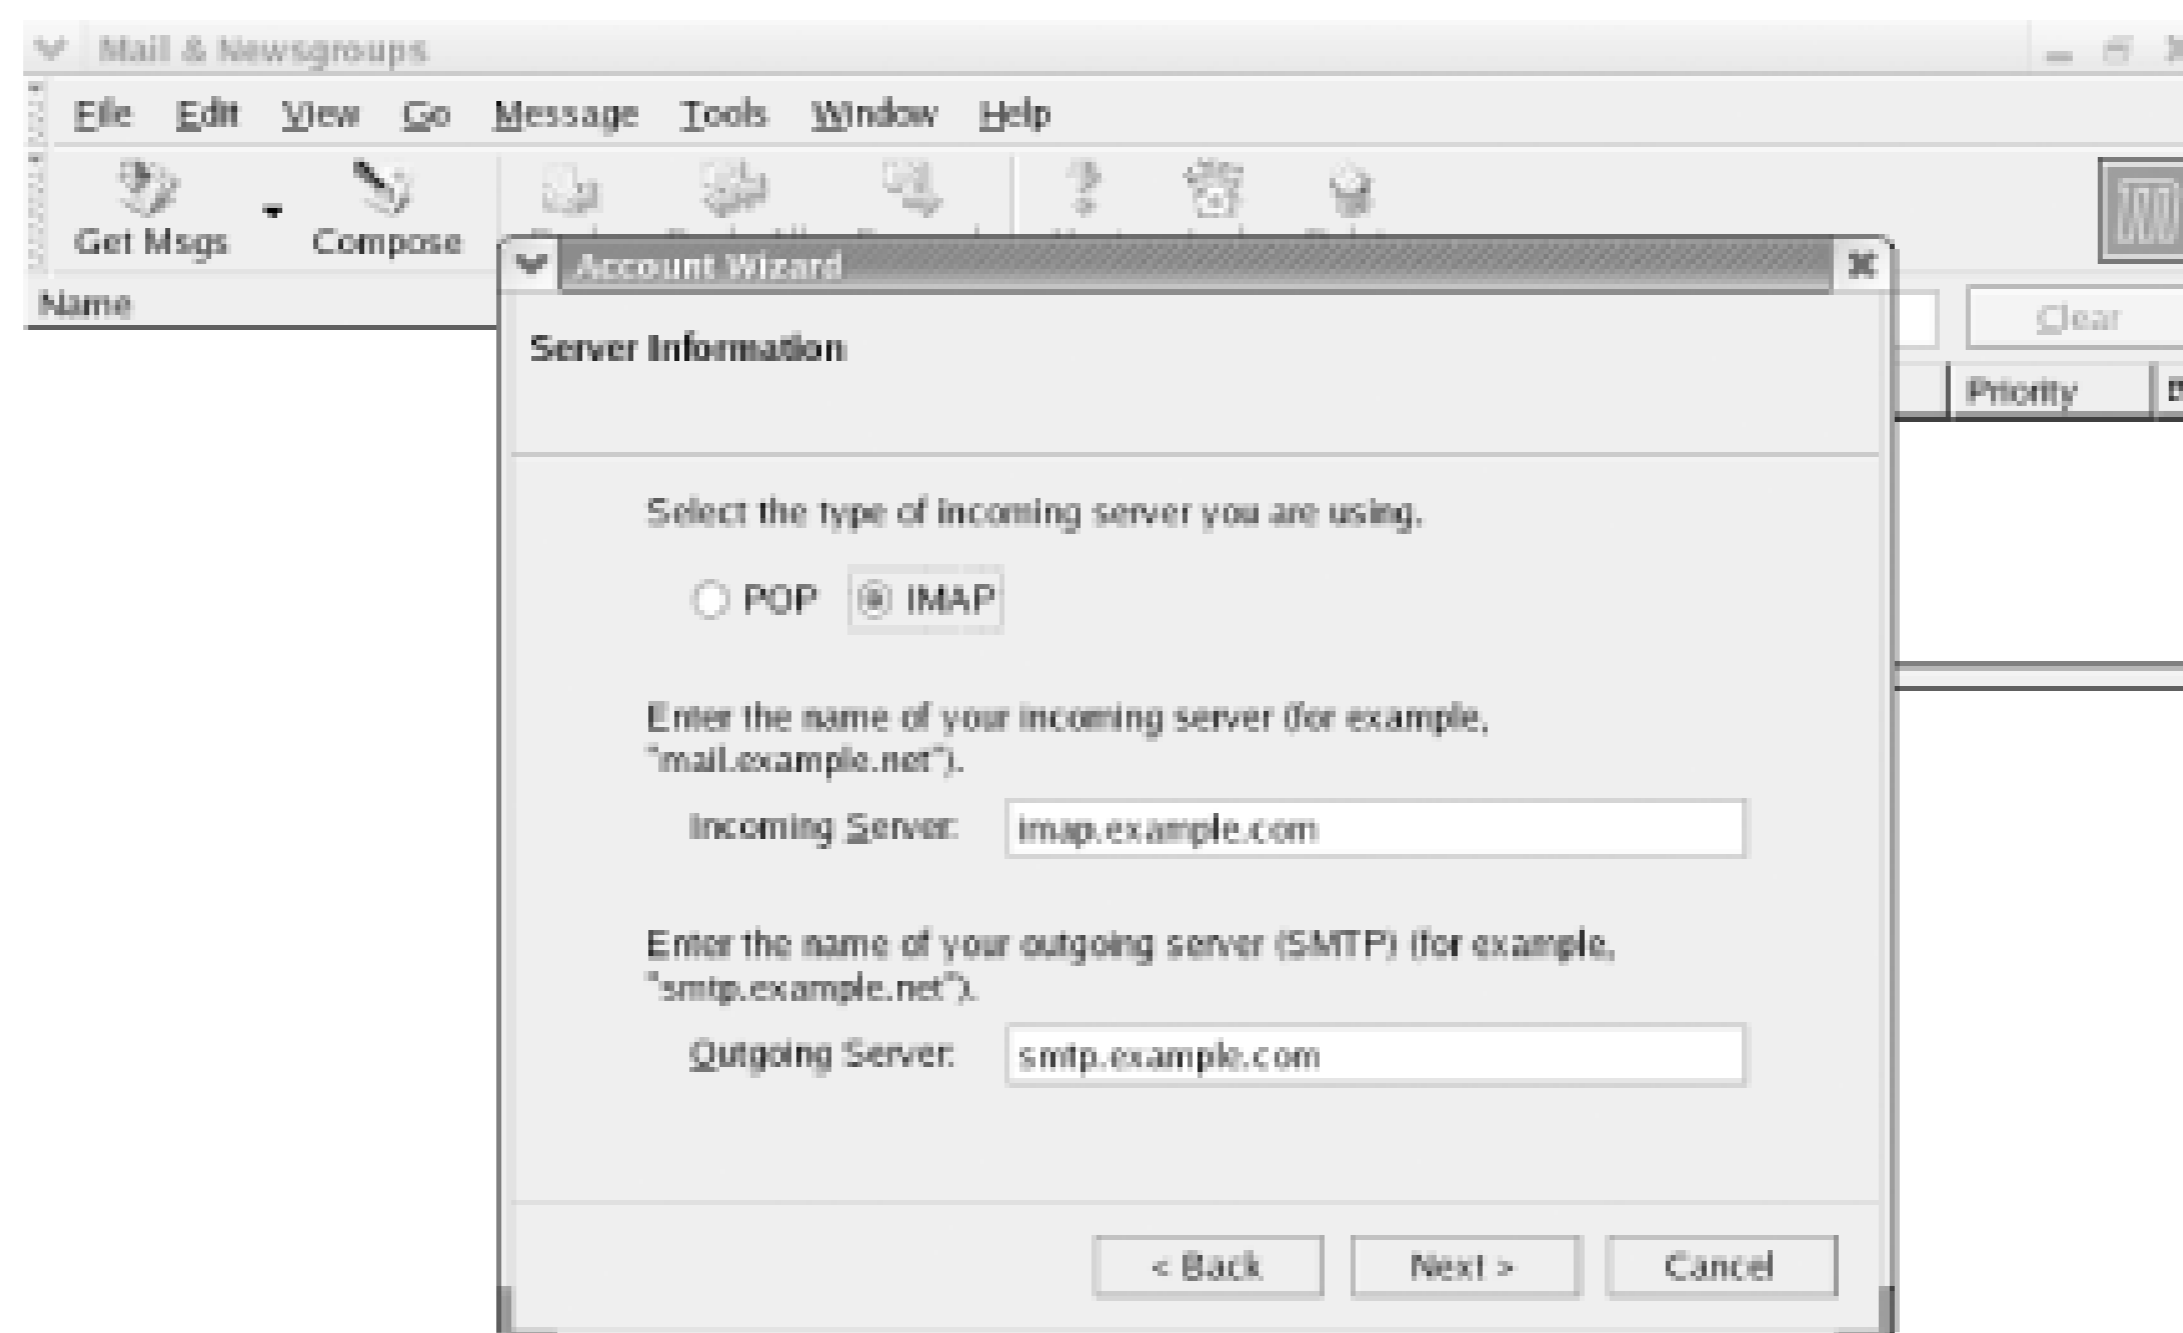 Mail & Newsgroups
File Edit View Go Message Tools Window Help
Get Msgs Compose
Account Wizard
Name
Clear
Server Information
Priority
Select the type of incoming server you are using.
POP IMAP
Enter the name of your incoming server (for example,
"mail.example.net").
Incoming Server: imap.example.com
Enter the name of your outgoing server (SMTP) (for example,
"smtp.example.net").
Outgoing Server: smtp.example.com
< Back Next > Cancel